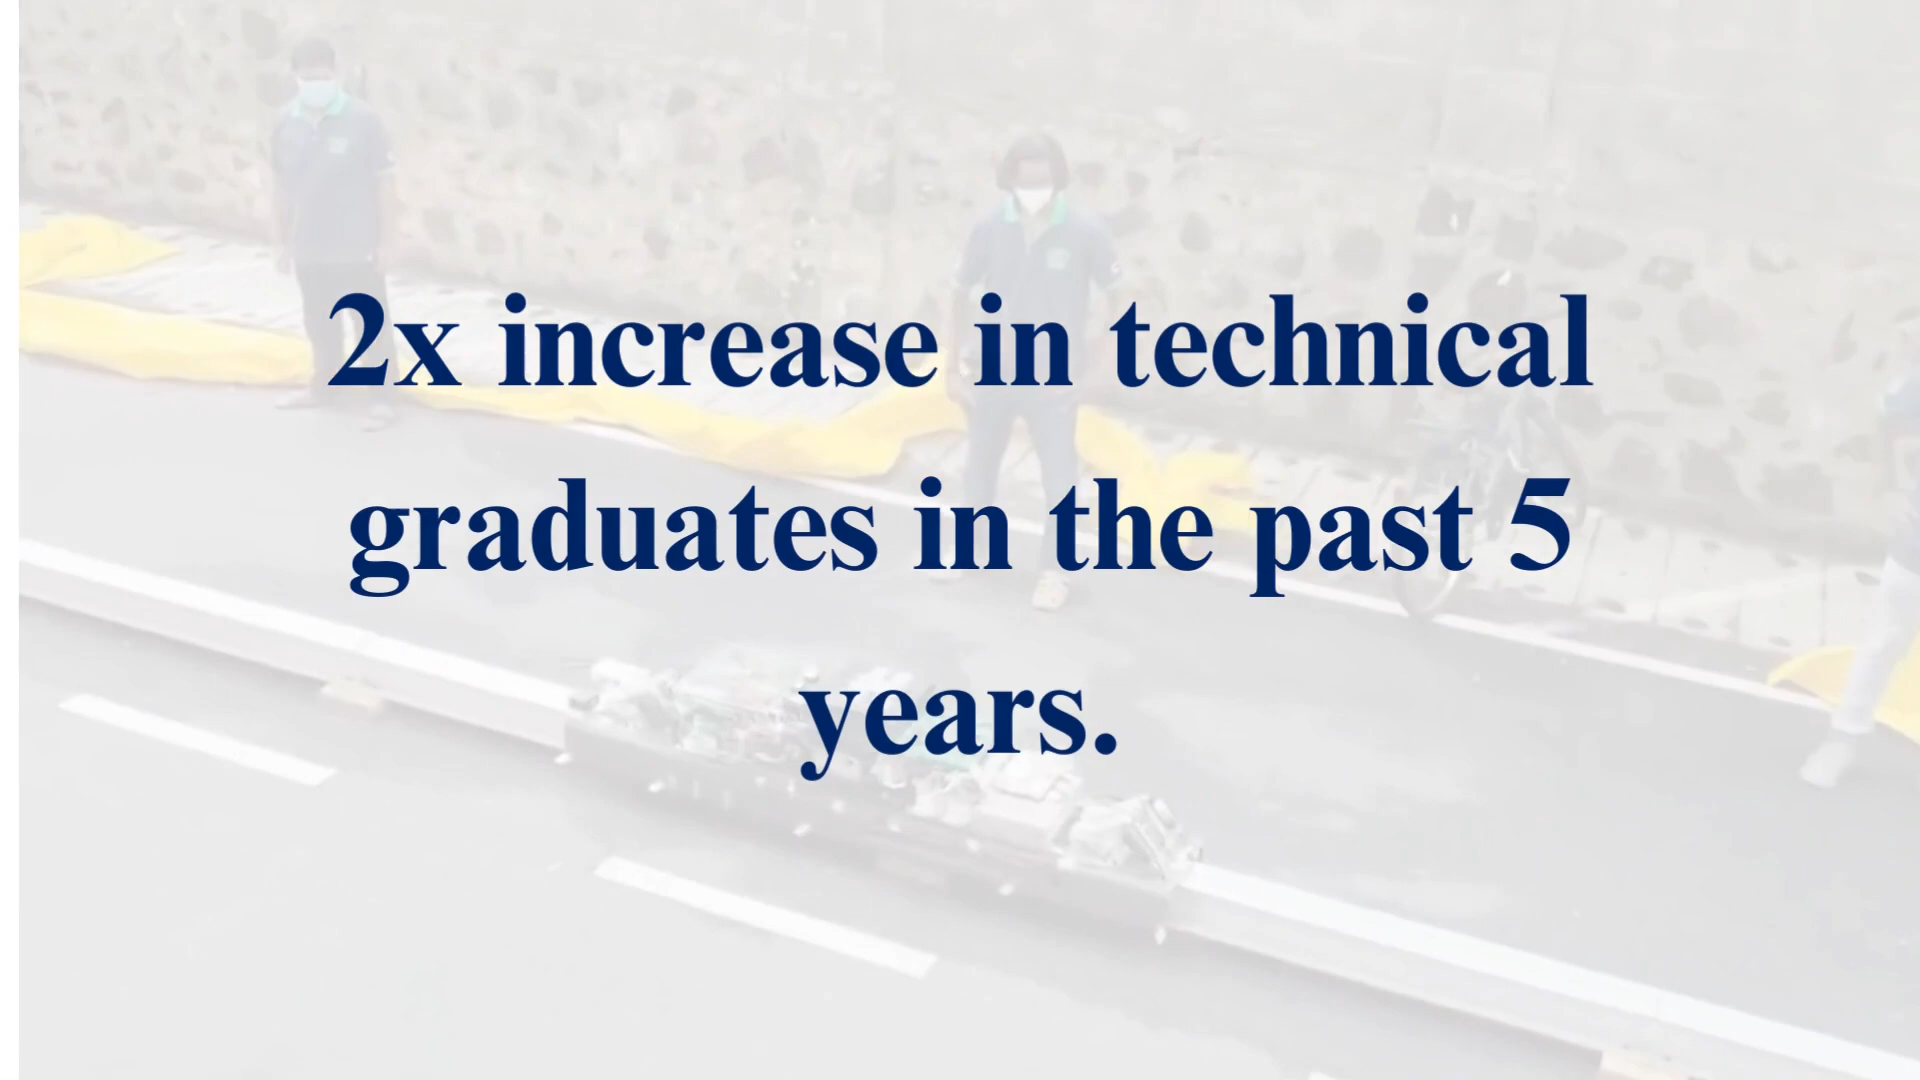 2x increase in technical
graduates in the past 5
years.